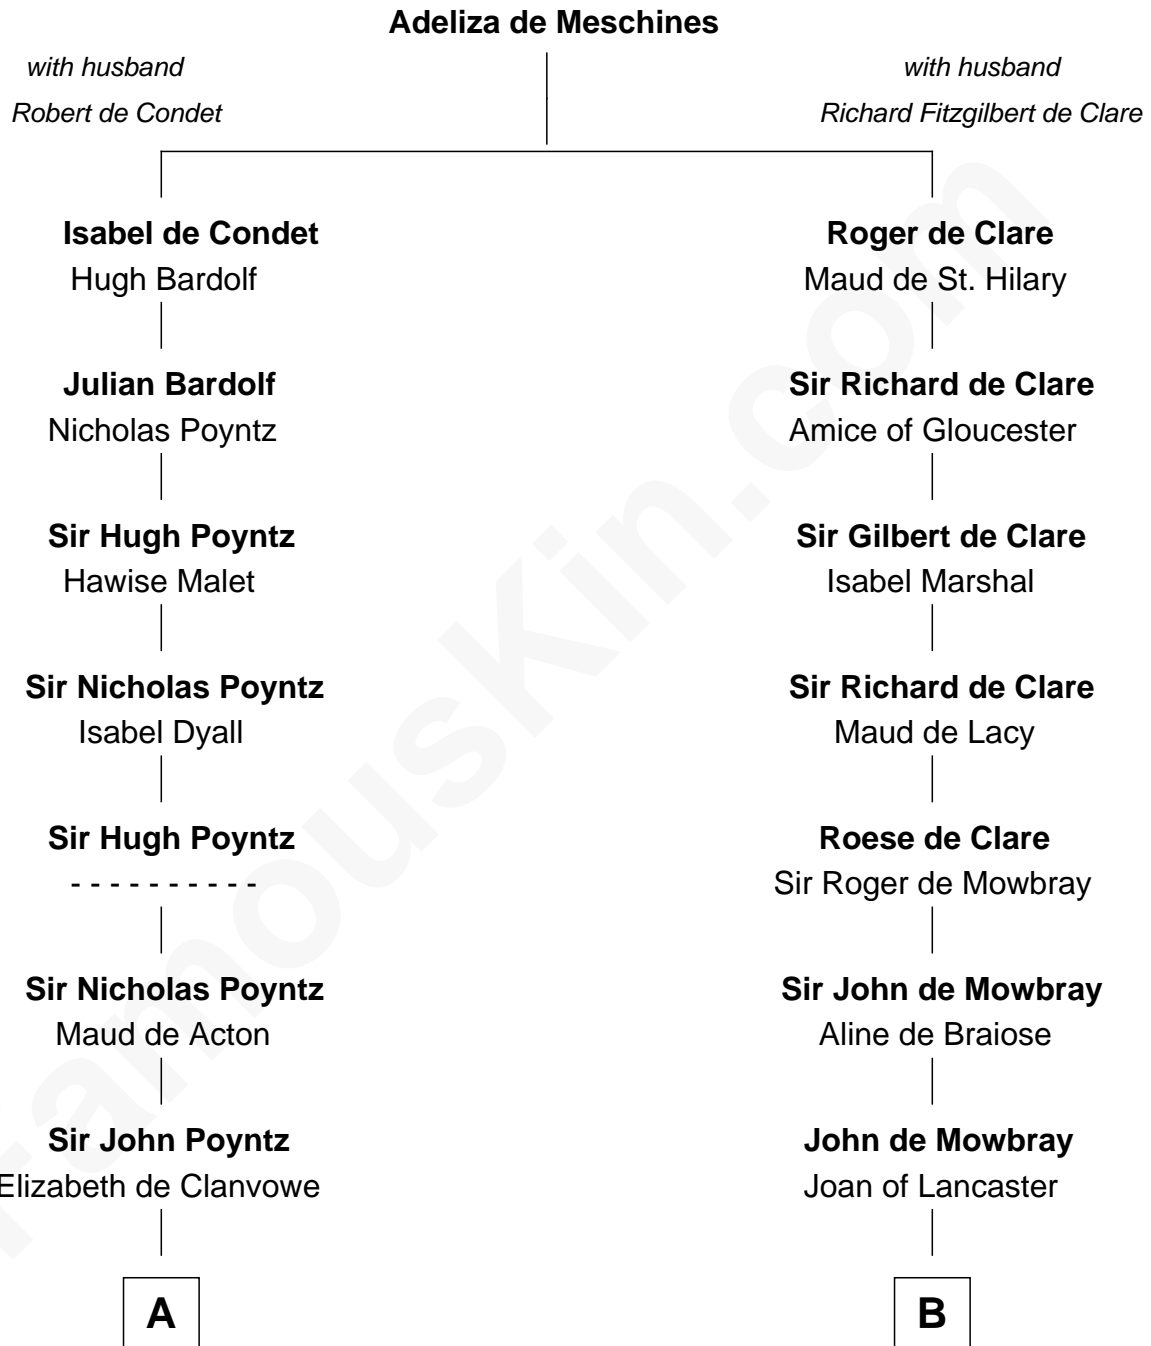 Adeliza de Meschines
with husband
Robert de Condet
with husband
Richard Fitzgilbert de Clare
Isabel de Condet
Hugh Bardolf
Roger de Clare
Maud de St. Hilary
Julian Bardolf
Nicholas Poyntz
Sir Richard de Clare
Amice of Gloucester
Sir Hugh Poyntz
Hawise Malet
Sir Gilbert de Clare
Isabel Marshal
Sir Nicholas Poyntz
Isabel Dyall
Sir Richard de Clare
Maud de Lacy
Sir Hugh Poyntz
- - - - - - - - - -
Roese de Clare
Sir Roger de Mowbray
Sir Nicholas Poyntz
Maud de Acton
Sir John de Mowbray
Aline de Braiose
Sir John Poyntz
Elizabeth de Clanvowe
John de Mowbray
Joan of Lancaster
A
B
FamousKin.com